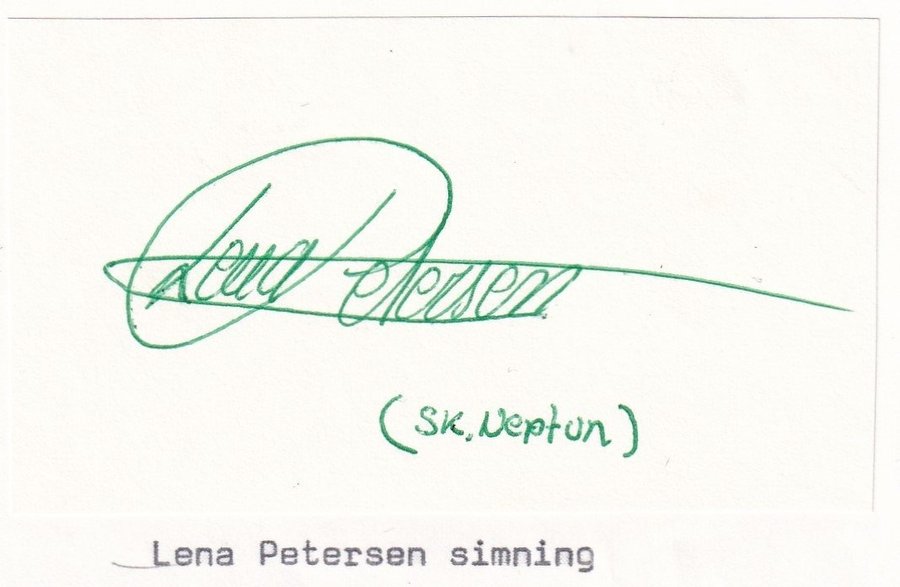 Lena Petersen
(SK. Neptun)
Lena Petersen simning